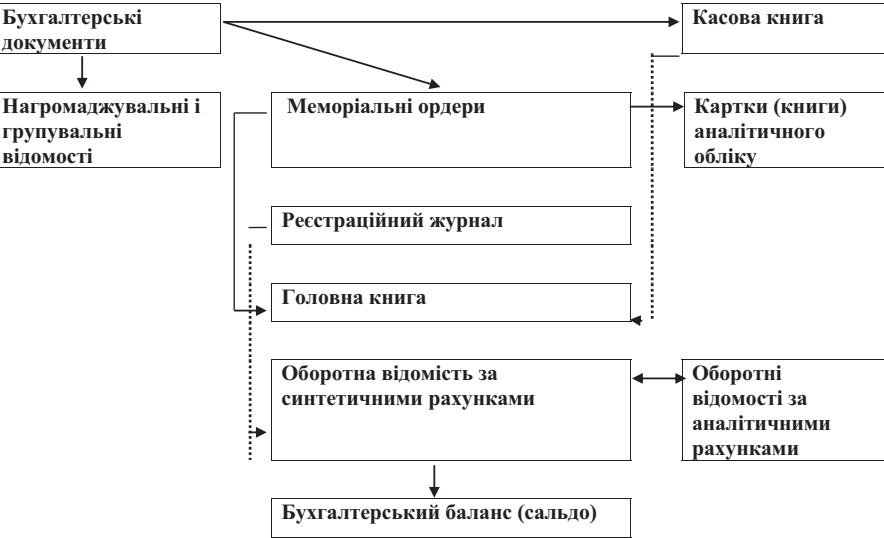 Бухгалтерські
документи
Касова книга
Нагромаджувальні і
групувальні
відомості
Меморіальні ордери
Картки (книги)
аналітичного
обліку
Реєстраційний журнал
Головна книга
Оборотна відомість за
синтетичними рахунками
Оборотні
відомості за
аналітичними
рахунками
Бухгалтерський баланс (сальдо)